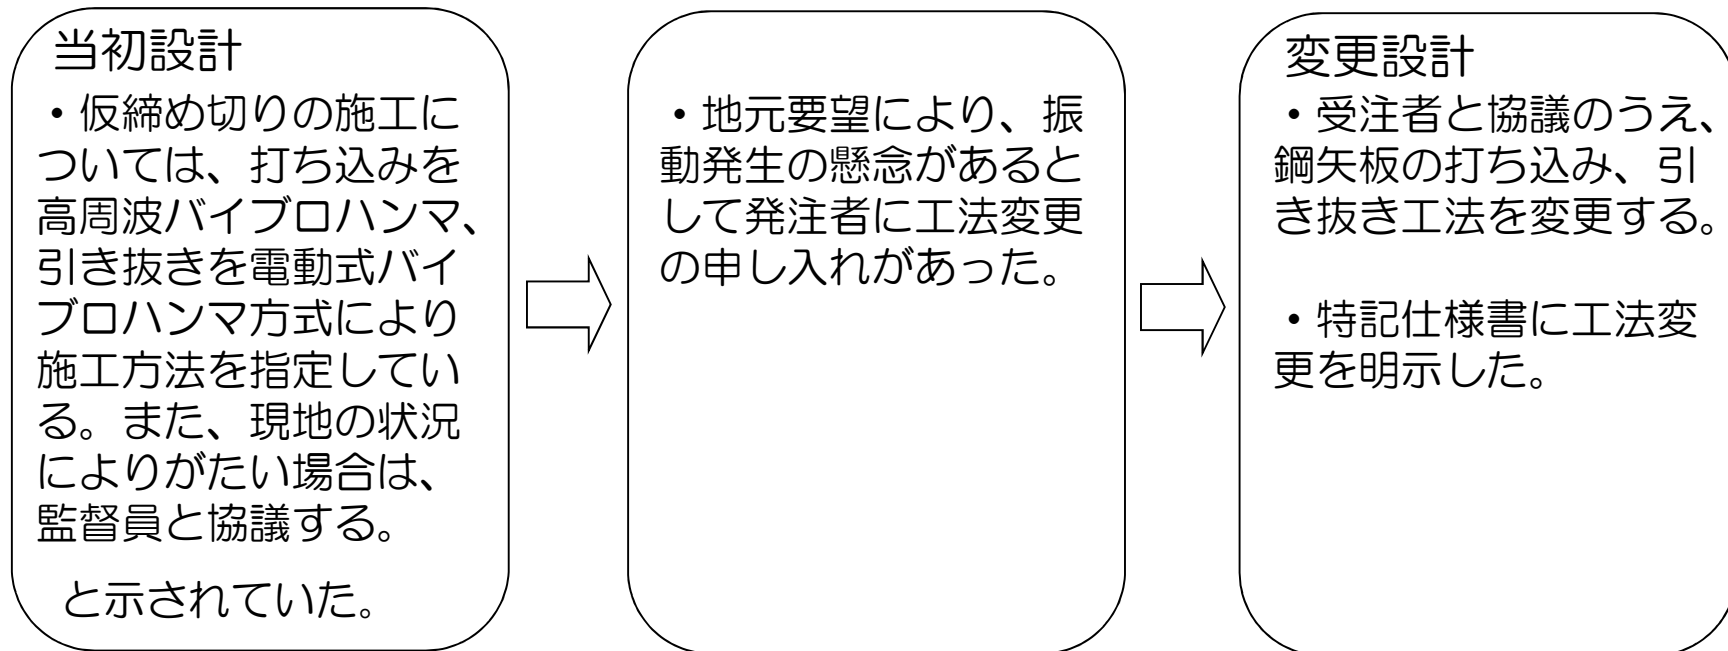 当初設計
・仮締め切りの施工に
ついては、打ち込みを
高周波バイブロハンマ、
引き抜きを電動式バイ
ブロハンマ方式により
施工方法を指定してい
る。また、現地の状況
によりがたい場合は、
監督員と協議する。
と示されていた。
・地元要望により、振
動発生の懸念があると
して発注者に工法変更
の申し入れがあった。
変更設計
・受注者と協議のうえ、
鋼矢板の打ち込み、引
き抜き工法を変更する。
・特記仕様書に工法変
更を明示した。